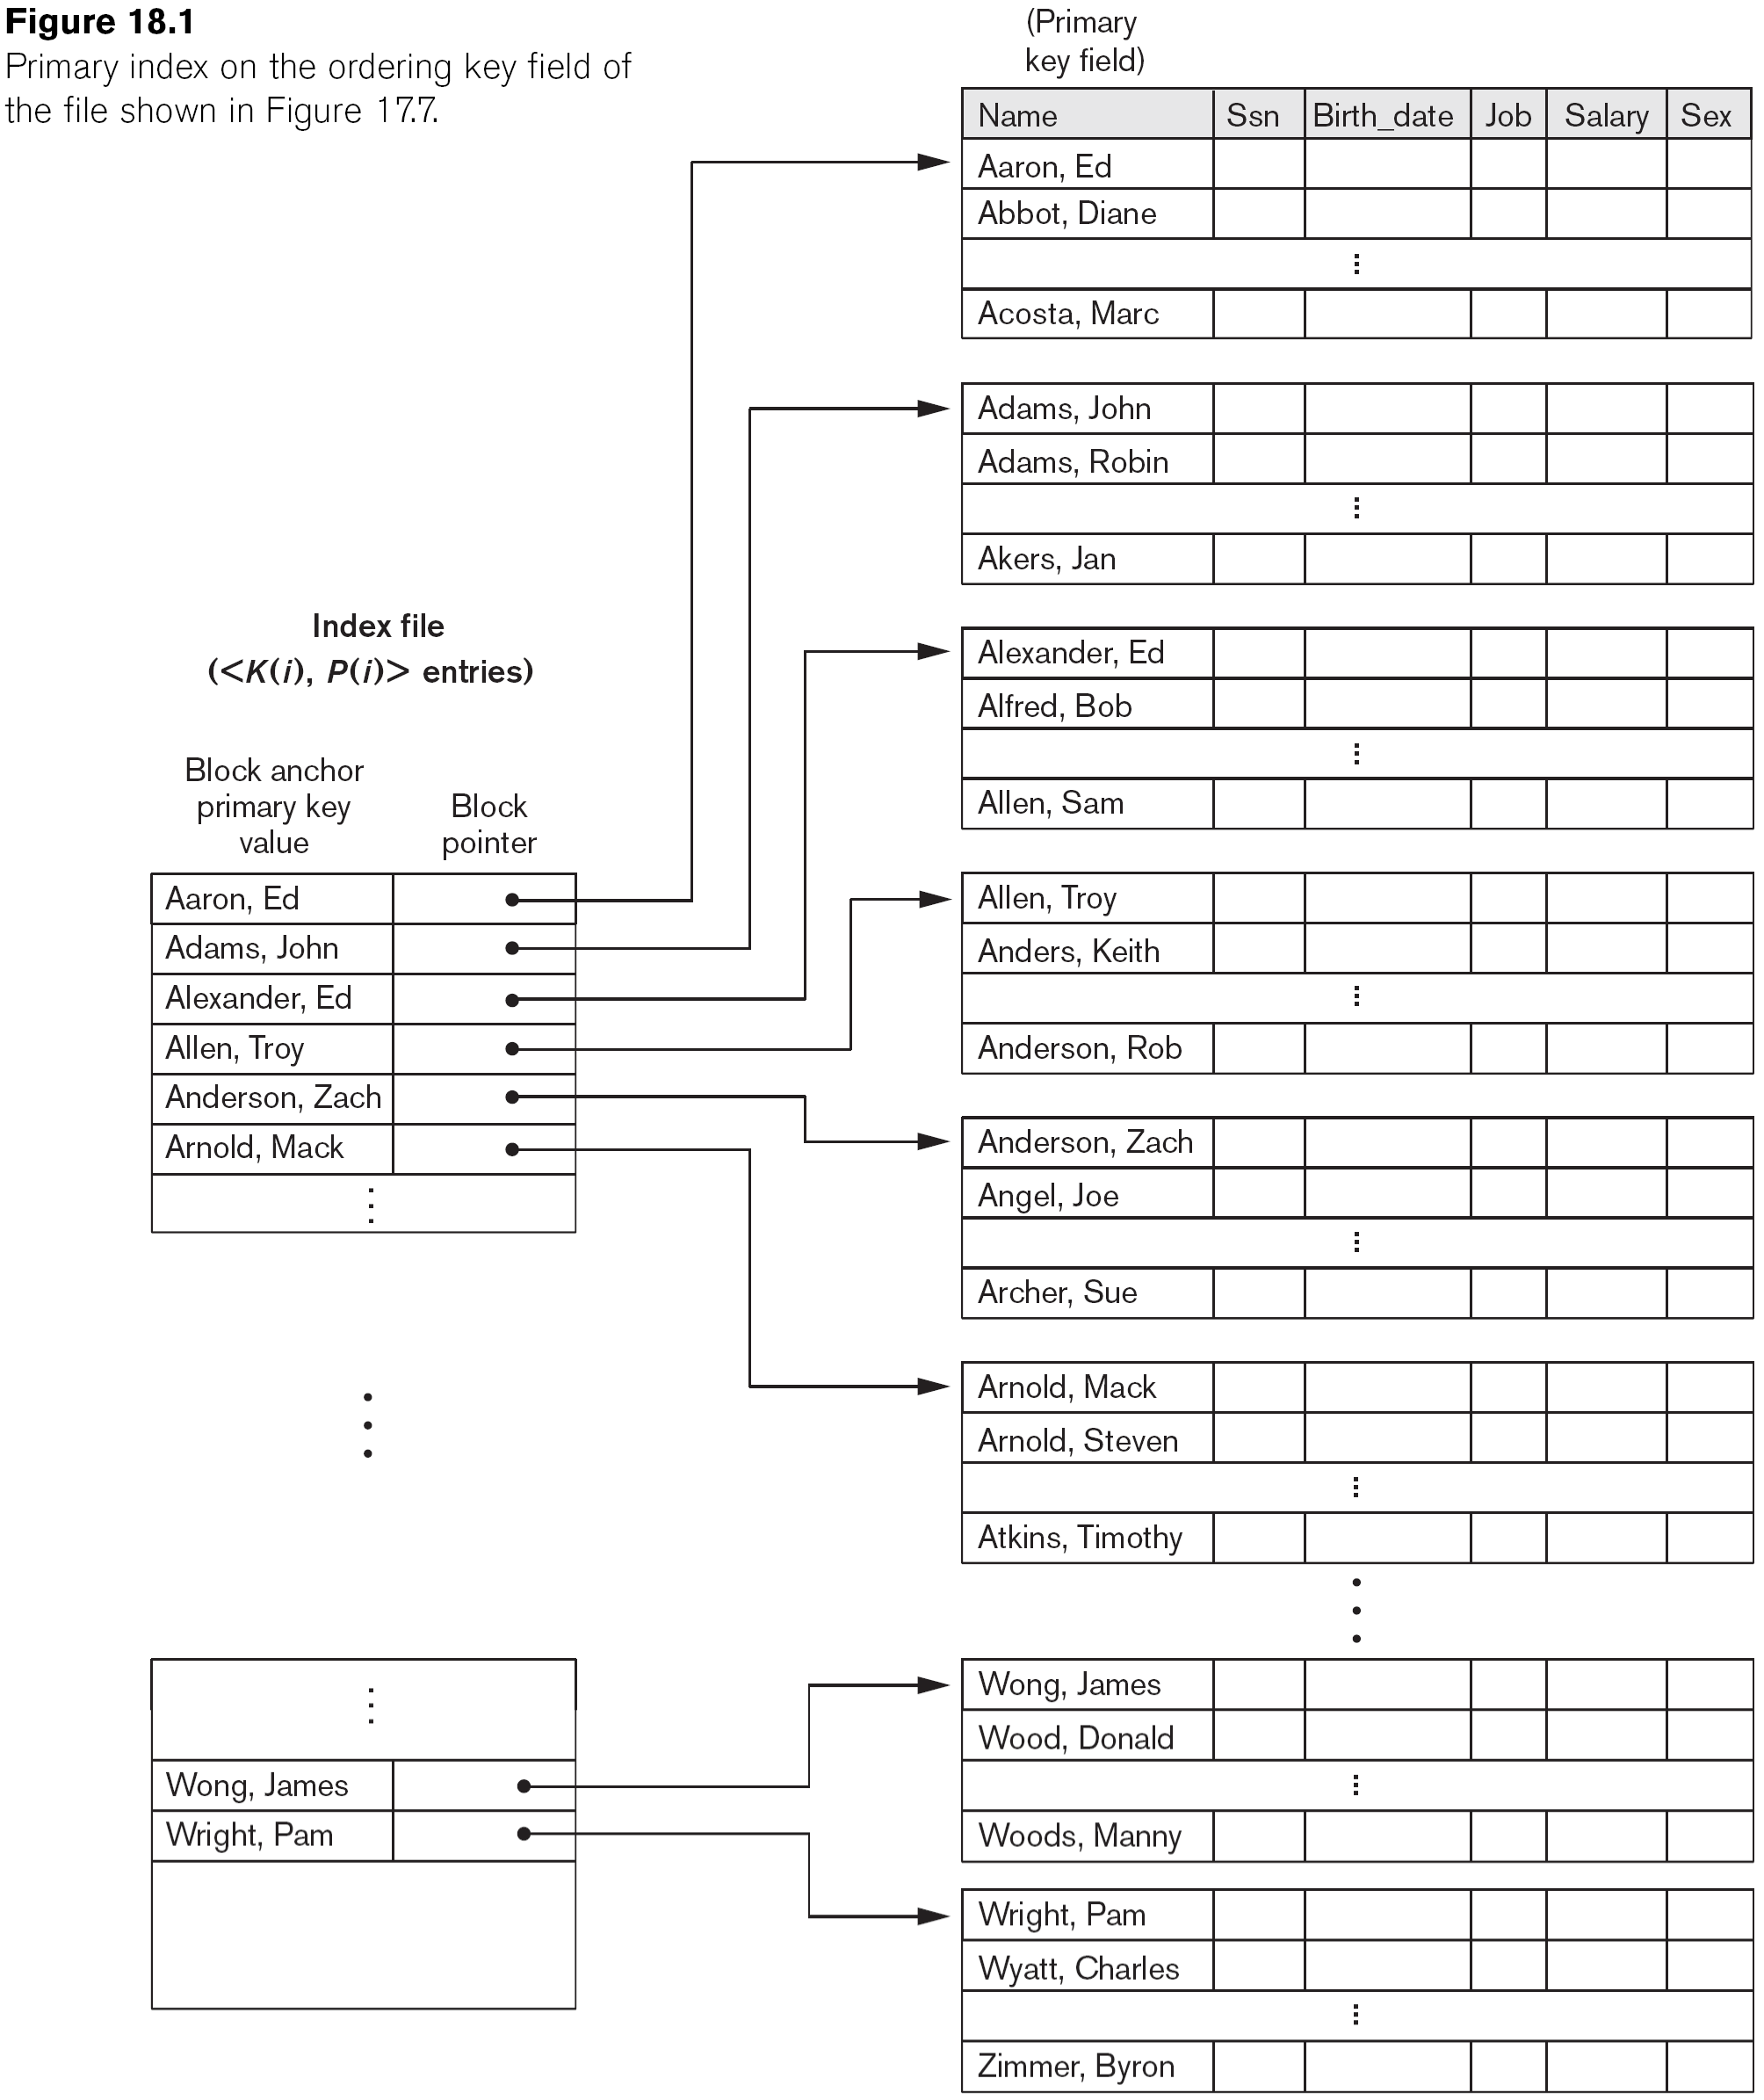 Figure 18.1
Primary index on the ordering key field of
the file shown in Figure 17.7.
(Primary
key field)
Name Ssn Birth_date Job Salary Sex
Aaron, Ed
Abbot, Diane
Acosta, Marc
Adams, John
Adams, Robin
Akers, Jan
Alexander, Ed
Alfred, Bob
Allen, Sam
Allen, Troy
Anders, Keith
Anderson, Rob
Anderson, Zach
Angel, Joe
Archer, Sue
Arnold, Mack
Arnold, Steven
Atkins, Timothy
Wong, James
Wood, Donald
Woods, Manny
Wright, Pam
Wyatt, Charles
Zimmer, Byron
Index file
(<K(i), P(i)> entries)
Block anchor
primary key
value
Block
pointer
Aaron, Ed
Adams, John
Alexander, Ed
Allen, Troy
Anderson, Zach
Arnold, Mack
Wong, James
Wright, Pam